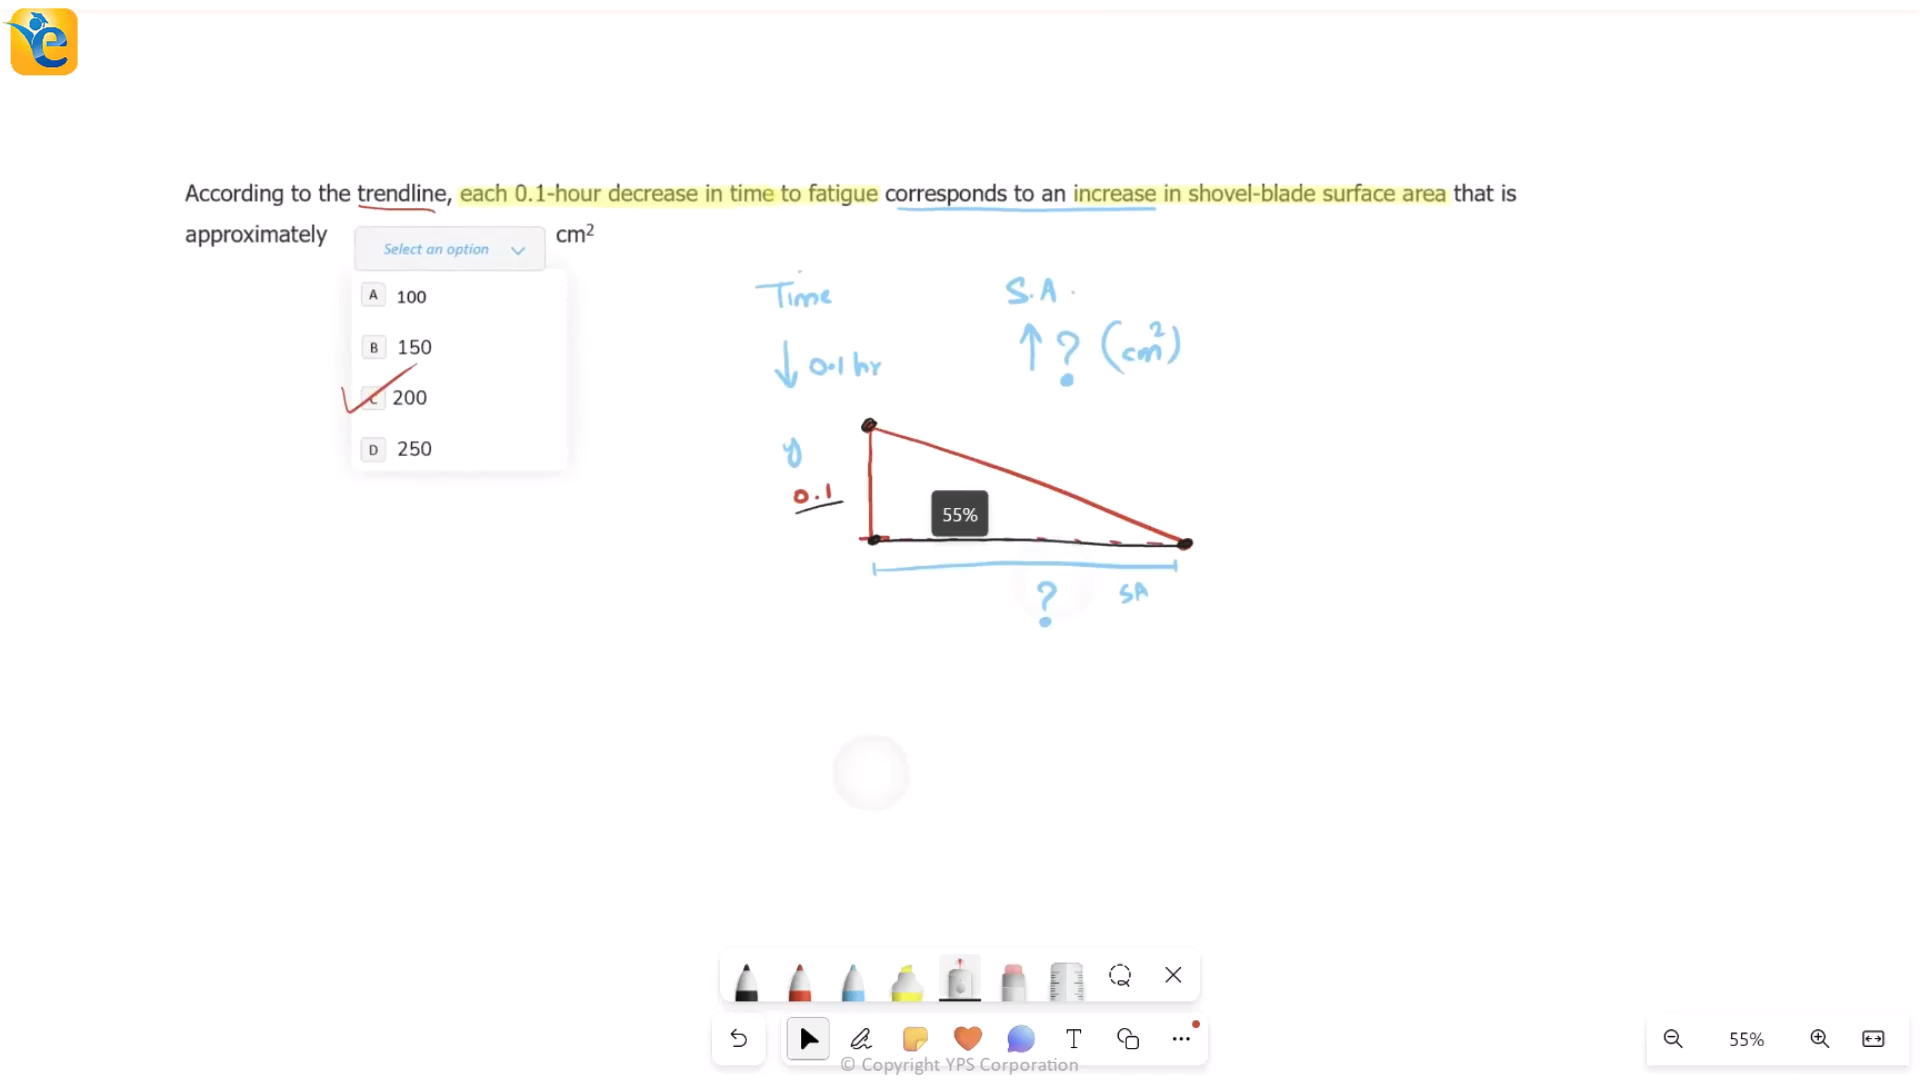 e
According to the trendline, each 0.1-hour decrease in time to fatigue corresponds to an increase in shovel-blade surface area that is
approximately Select an option cm²
A 100
B 150
C 200
D 250
Time S.A.
↓ 0.1 hr ↑ ? (cm²)
y
0.1
55%
? SA
T
© Copyright YPS Corporation
55%